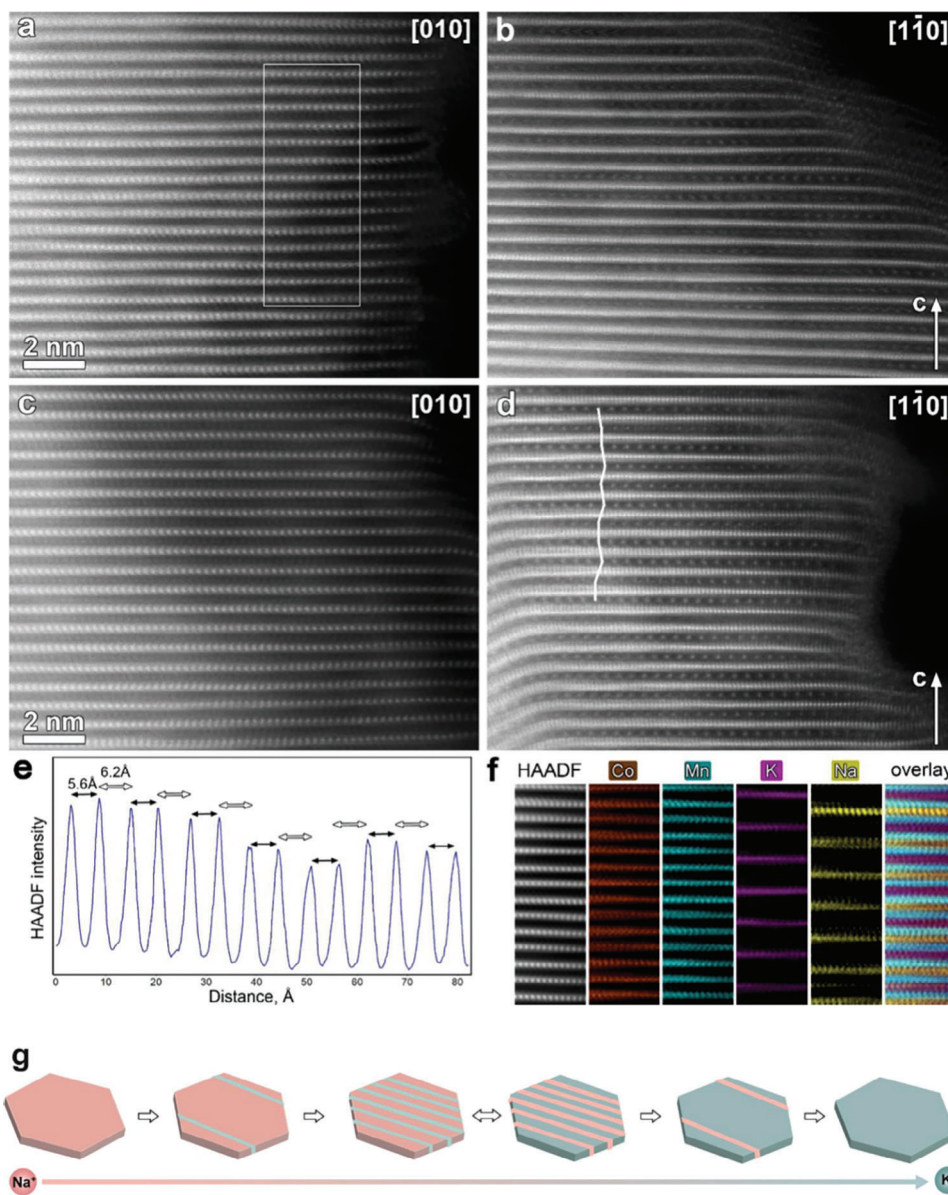 a [010]
b [11̄0]
c
2 nm
c [010]
d [11̄0]
c
2 nm
e
6.2Å
5.6Å
HAADF intensity
0 10 20 30 40 50 60 70 80
Distance, Å
f HAADF Co Mn K Na overlay
g
Na⁺ K